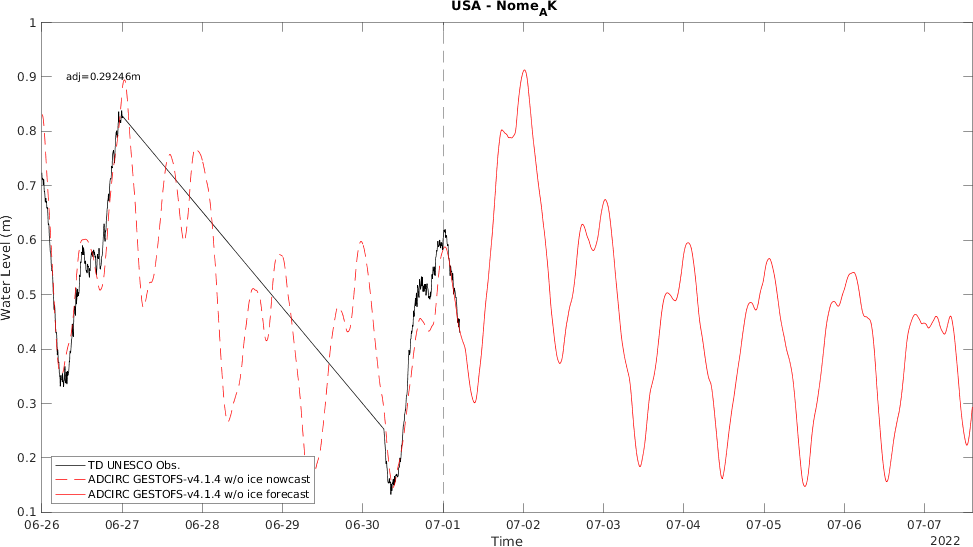 USA - Nome_AK
1
0.9
0.8
0.7
0.6
0.5
0.4
0.3
0.2
0.1
Water Level (m)
adj=0.29246m
TD UNESCO Obs.
ADCIRC GESTOFS-v4.1.4 w/o ice nowcast
ADCIRC GESTOFS-v4.1.4 w/o ice forecast
06-26 06-27 06-28 06-29 06-30 07-01 07-02 07-03 07-04 07-05 07-06 07-07
Time
2022